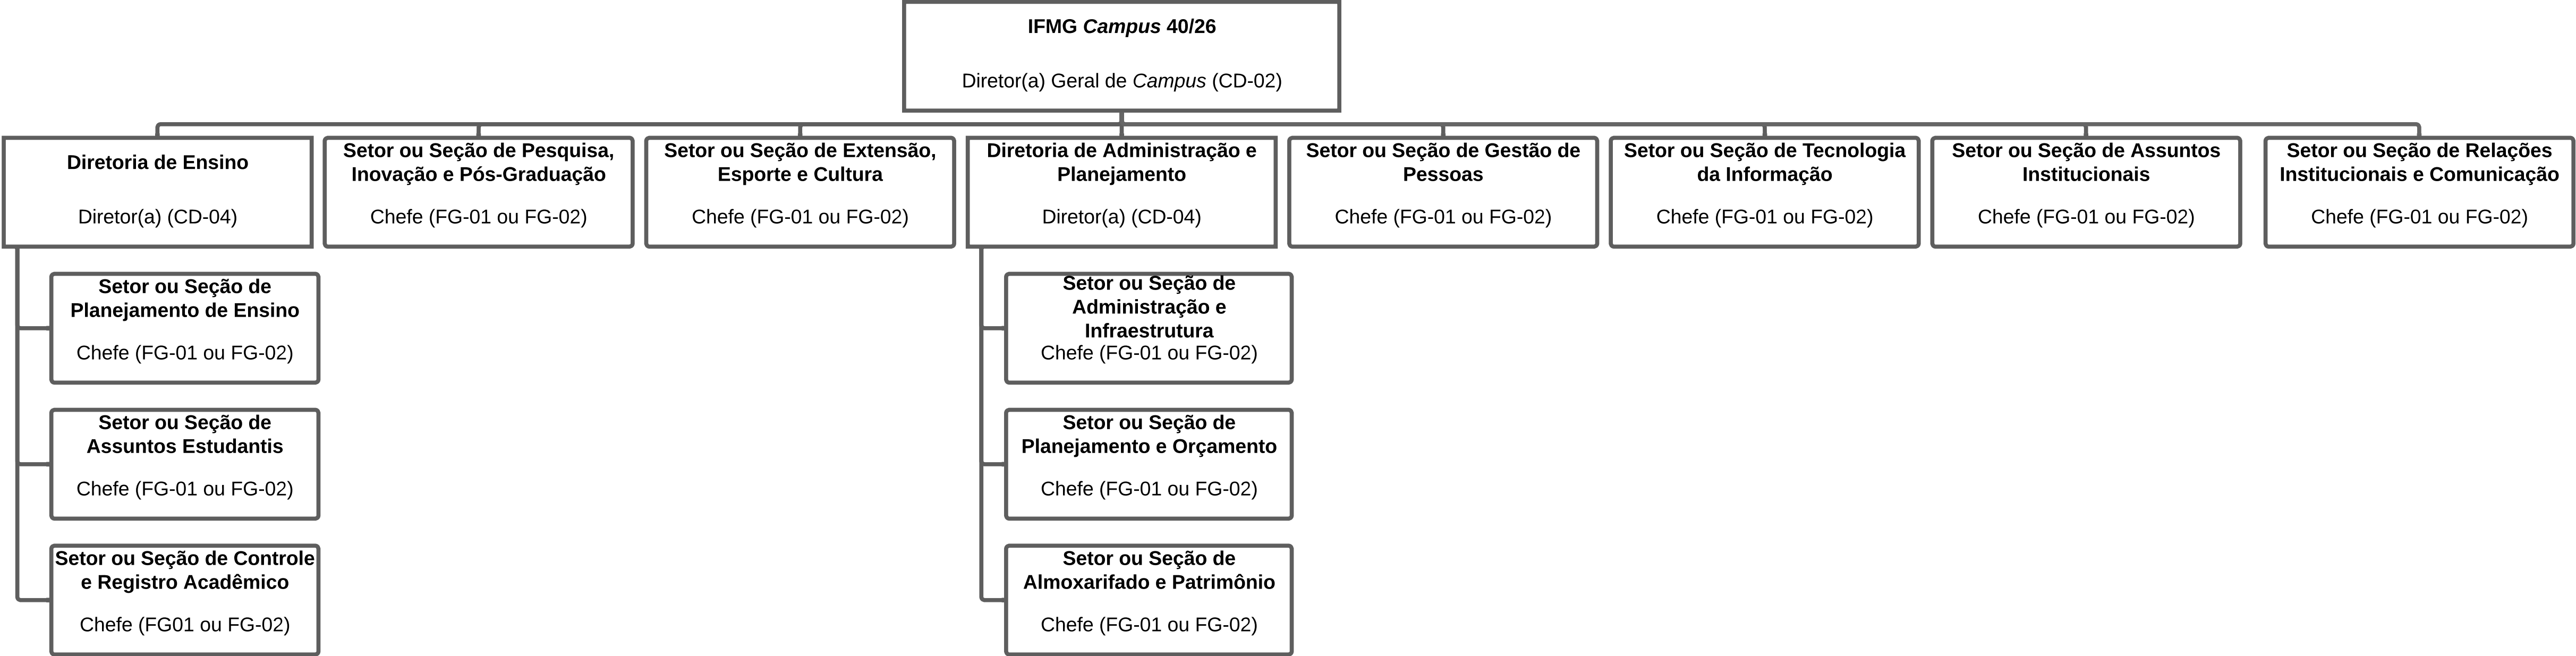 IFMG Campus 40/26
Diretor(a) Geral de Campus (CD-02)
Diretoria de Ensino
Diretor(a) (CD-04)
Setor ou Seção de Pesquisa,
Inovação e Pós-Graduação
Chefe (FG-01 ou FG-02)
Setor ou Seção de Extensão,
Esporte e Cultura
Chefe (FG-01 ou FG-02)
Diretoria de Administração e
Planejamento
Diretor(a) (CD-04)
Setor ou Seção de Gestão de
Pessoas
Chefe (FG-01 ou FG-02)
Setor ou Seção de Tecnologia
da Informação
Chefe (FG-01 ou FG-02)
Setor ou Seção de Assuntos
Institucionais
Chefe (FG-01 ou FG-02)
Setor ou Seção de Relações
Institucionais e Comunicação
Chefe (FG-01 ou FG-02)
Setor ou Seção de
Planejamento de Ensino
Chefe (FG-01 ou FG-02)
Setor ou Seção de
Assuntos Estudantis
Chefe (FG-01 ou FG-02)
Setor ou Seção de Controle
e Registro Acadêmico
Chefe (FG01 ou FG-02)
Setor ou Seção de
Administração e
Infraestrutura
Chefe (FG-01 ou FG-02)
Setor ou Seção de
Planejamento e Orçamento
Chefe (FG-01 ou FG-02)
Setor ou Seção de
Almoxarifado e Patrimônio
Chefe (FG-01 ou FG-02)